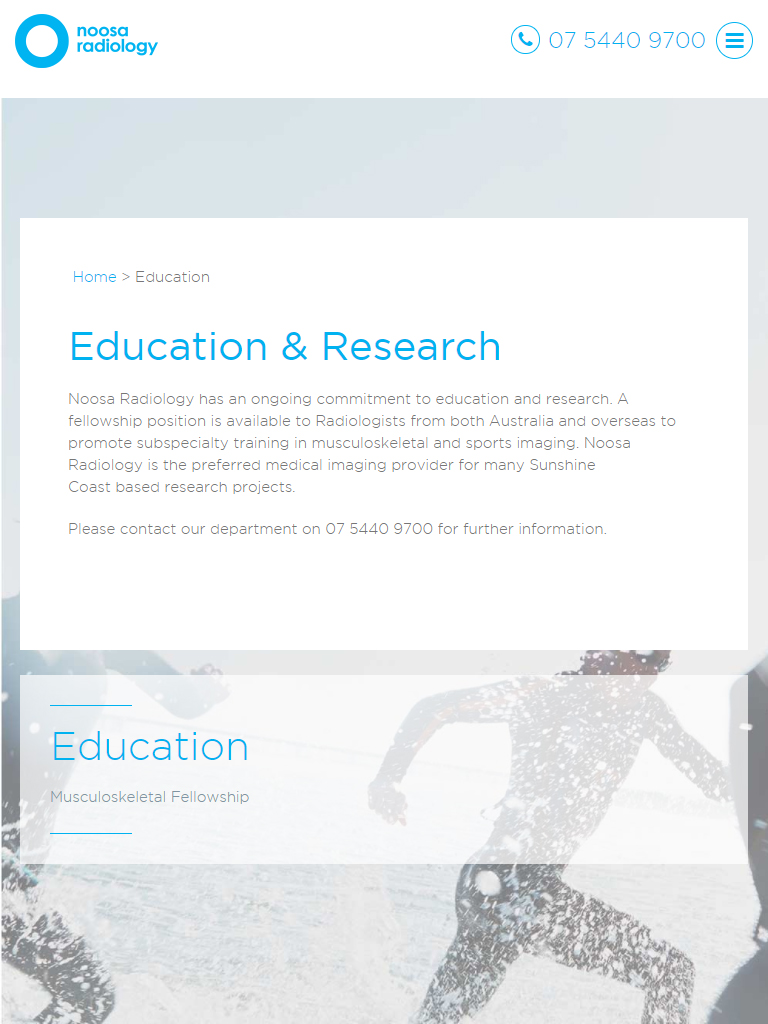 noosa
radiology
07 5440 9700
Home > Education
Education & Research
Noosa Radiology has an ongoing commitment to education and research. A
fellowship position is available to Radiologists from both Australia and overseas to
promote subspecialty training in musculoskeletal and sports imaging. Noosa
Radiology is the preferred medical imaging provider for many Sunshine
Coast based research projects.
Please contact our department on 07 5440 9700 for further information.
Education
Musculoskeletal Fellowship